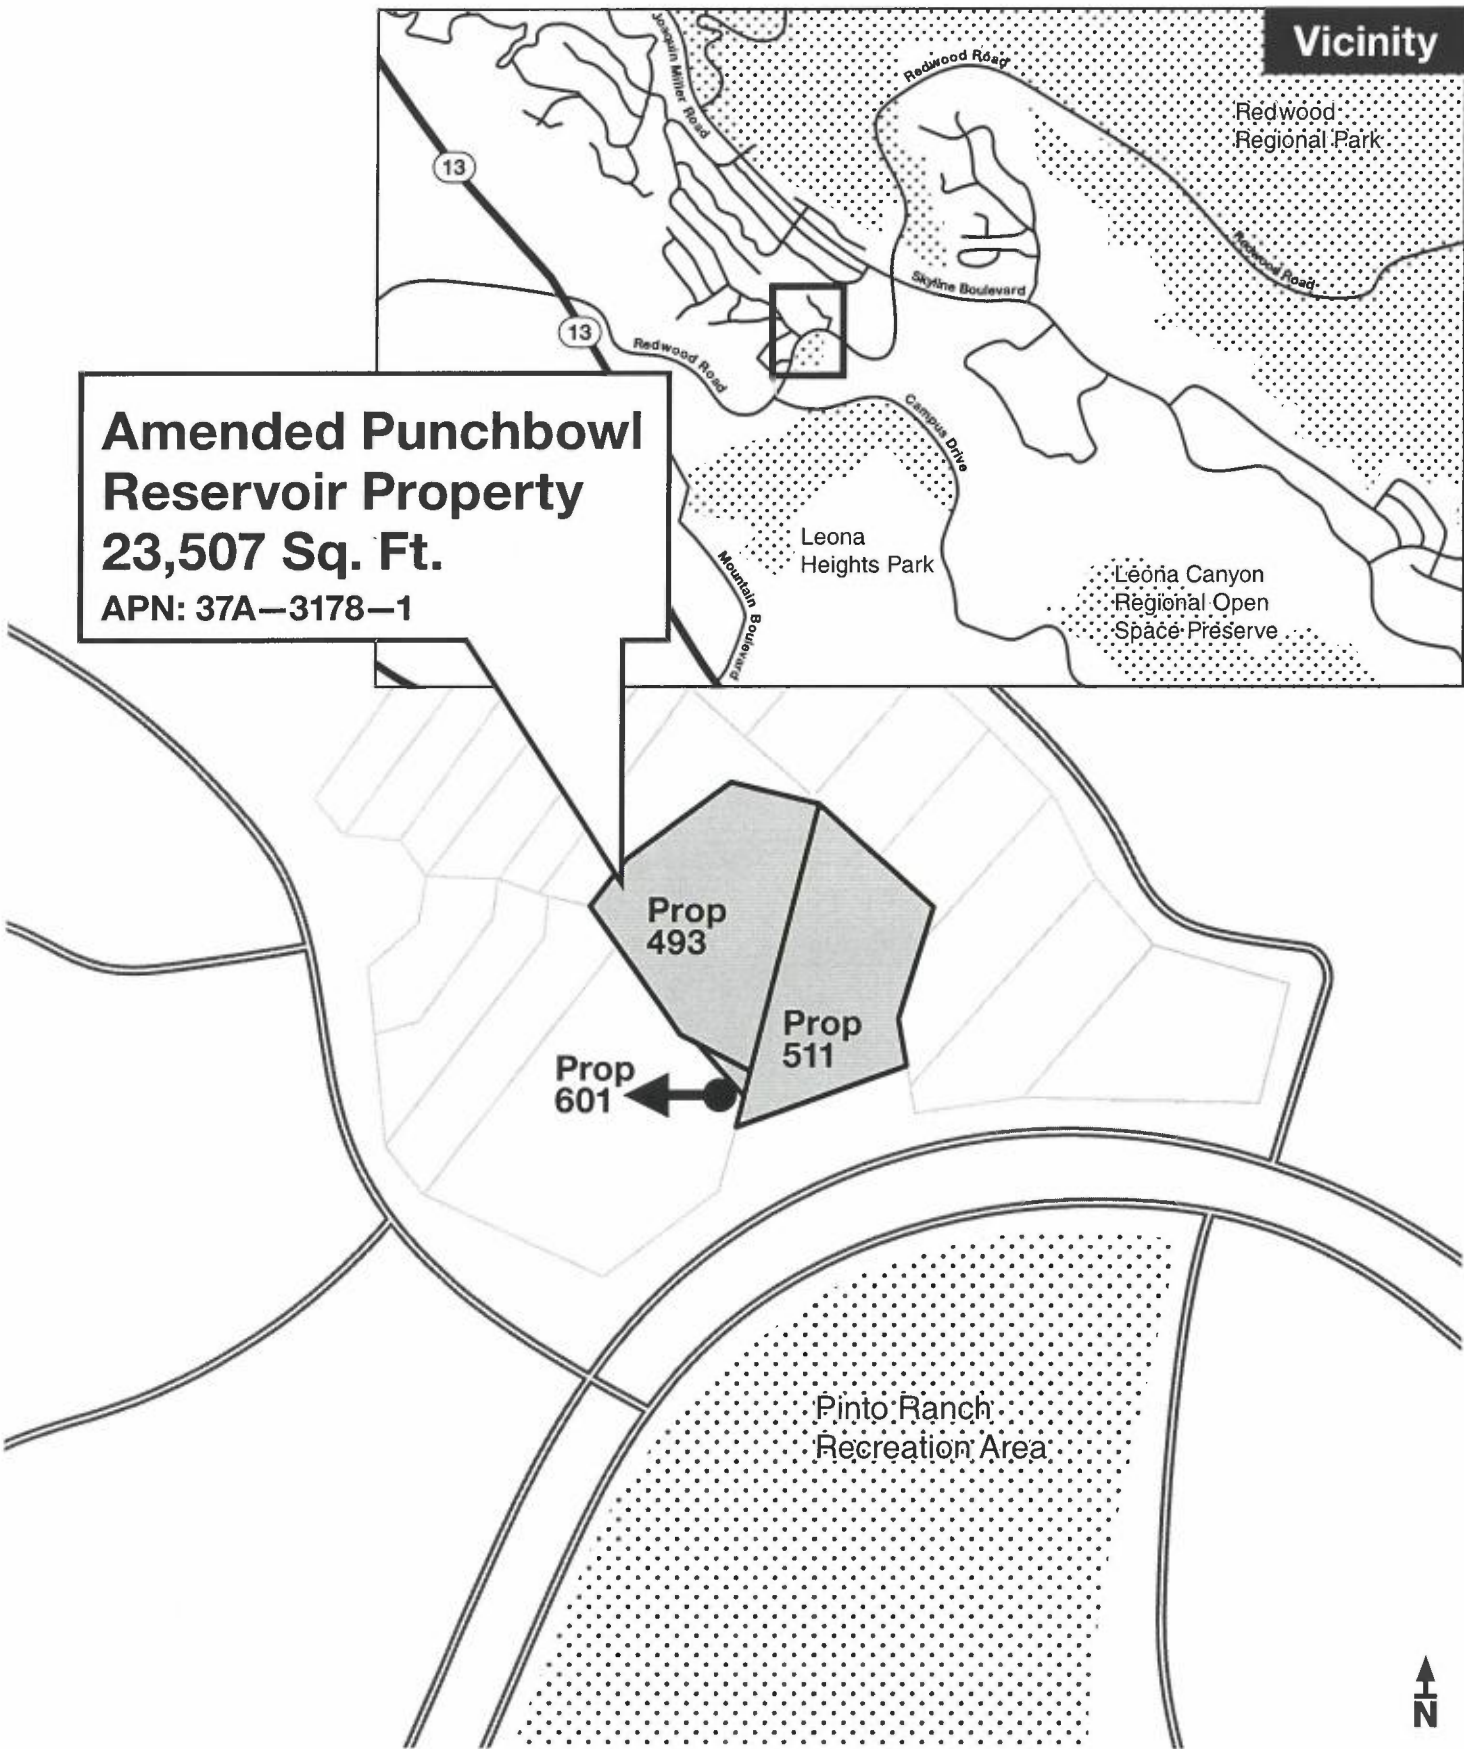 Vicinity
Joaquin Miller Road
Redwood Road
Redwood
Regional Park
13
Redwood Road
Skyline Boulevard
13
Redwood Road
Campus Drive
Amended Punchbowl
Reservoir Property
23,507 Sq. Ft.
APN: 37A—3178—1
Leona
Heights Park
Mountain Boulevard
Leona Canyon
Regional Open
Space Preserve
Prop
493
Prop
511
Prop
601
Pinto Ranch
Recreation Area
N